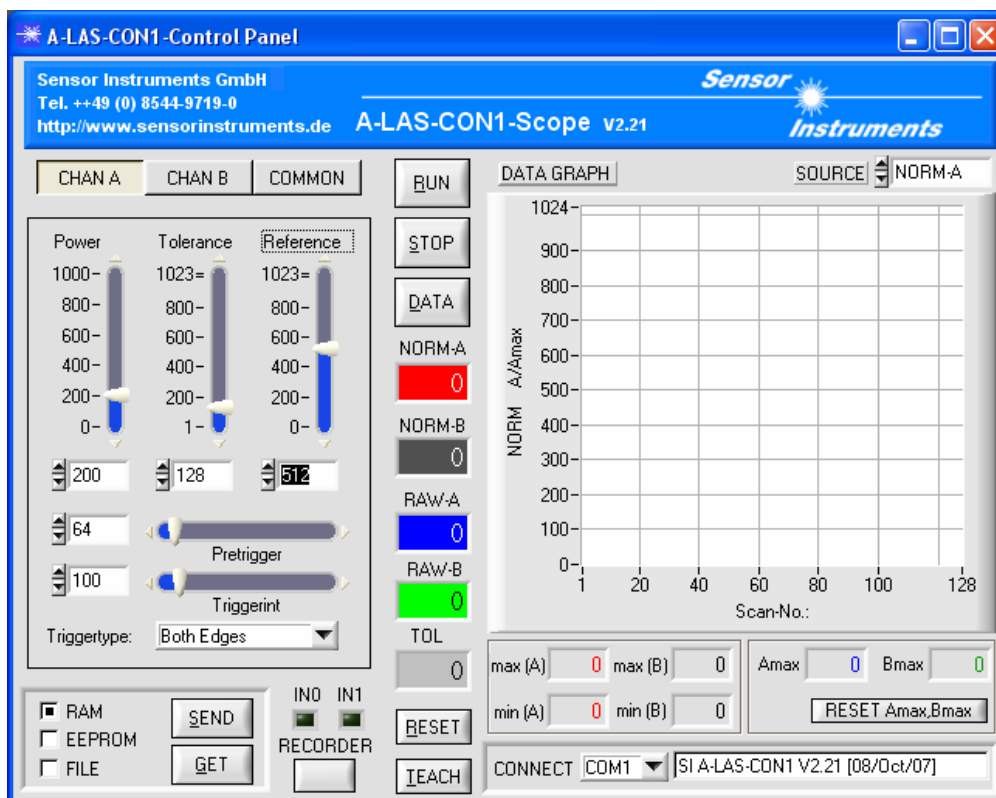 A-LAS-CON1-Control Panel
Sensor Instruments GmbH
Tel. ++49 (0) 8544-9719-0
http://www.sensorinstruments.de
A-LAS-CON1-Scope V2.21
Sensor
Instruments
CHAN A CHAN B COMMON
Power Tolerance Reference
1000 1023= 1023=
800 800 800
600 600 600
400 400 400
200 200 200
0 1 0
200 128 512
64
Pretrigger
100
Triggerint
Triggertype: Both Edges
RAM
EEPROM
FILE
SEND
GET
IN0 IN1
RECORDER
RUN
STOP
DATA
NORM-A
0
NORM-B
0
RAW-A
0
RAW-B
0
TOL
0
RESET
TEACH
DATA GRAPH
SOURCE NORM-A
NORM A/Amax
1024
900
800
700
600
500
400
300
200
100
0
1 20 40 60 80 100 128
Scan-No.:
max (A) 0 max (B) 0
min (A) 0 min (B) 0
Amax 0 Bmax 0
RESET Amax,Bmax
CONNECT COM1 SI A-LAS-CON1 V2.21 [08/Oct/07]